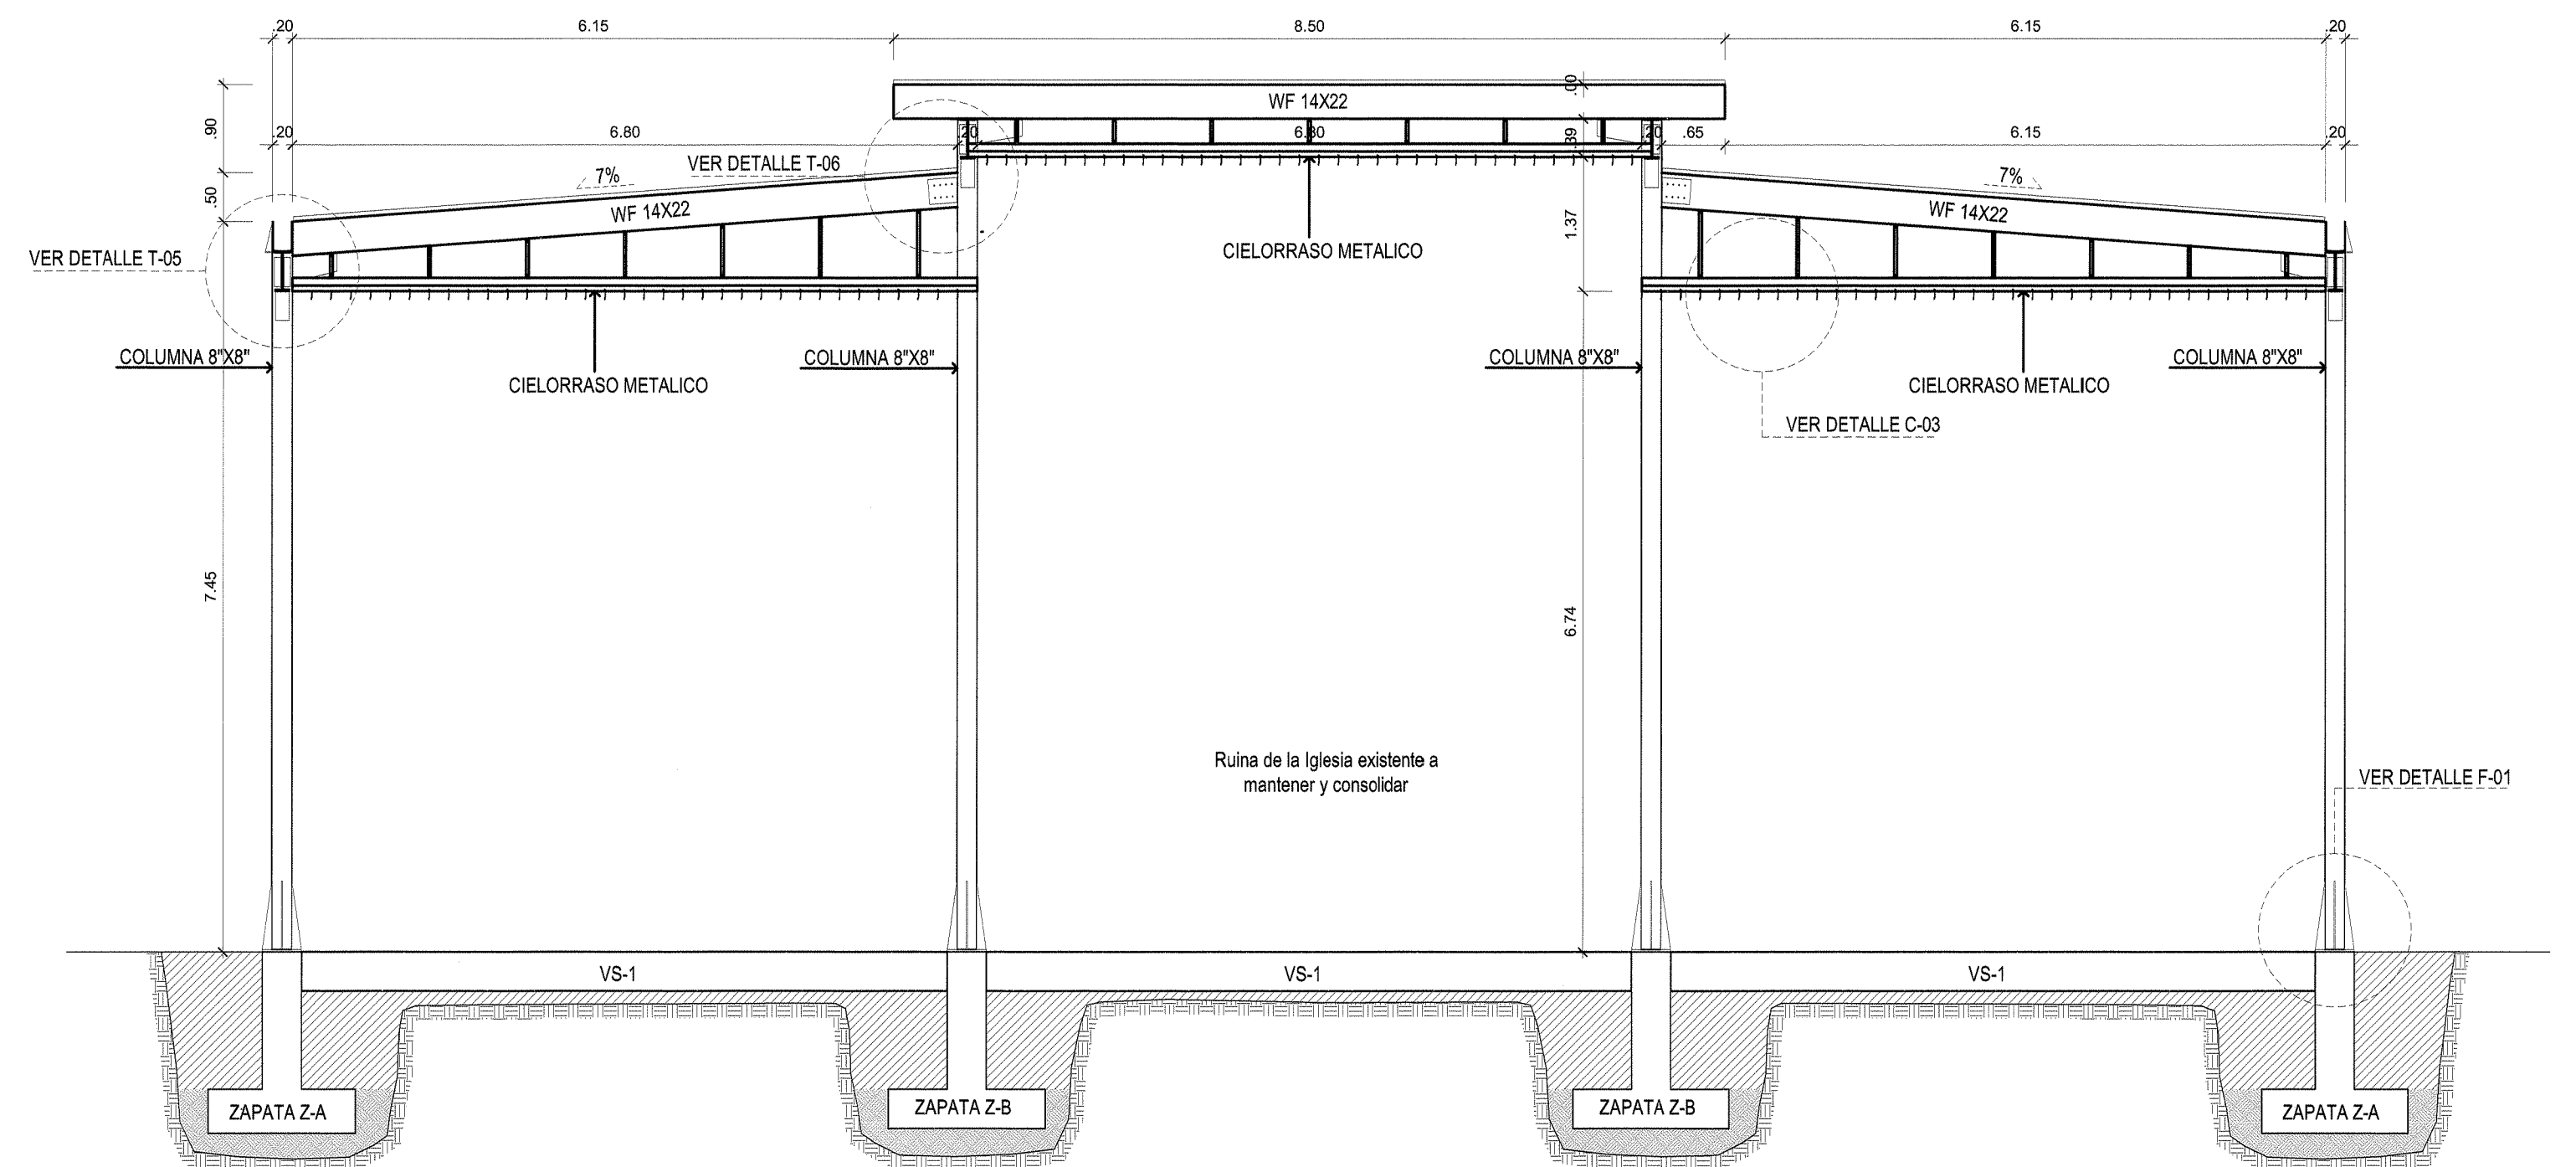 .20 6.15 8.50 6.15 .20
.00
WF 14X22
.90
.20 6.80 .20 6.80 .20 .65 6.15 .20
.39
VER DETALLE T-06
7% 7%
.50
WF 14X22 WF 14X22
1.37
CIELORRASO METALICO
VER DETALLE T-05
COLUMNA 8"X8" COLUMNA 8"X8" COLUMNA 8"X8" COLUMNA 8"X8"
CIELORRASO METALICO CIELORRASO METALICO
VER DETALLE C-03
7.45
6.74
Ruina de la Iglesia existente a
mantener y consolidar
VER DETALLE F-01
VS-1 VS-1 VS-1
ZAPATA Z-A ZAPATA Z-B ZAPATA Z-B ZAPATA Z-A